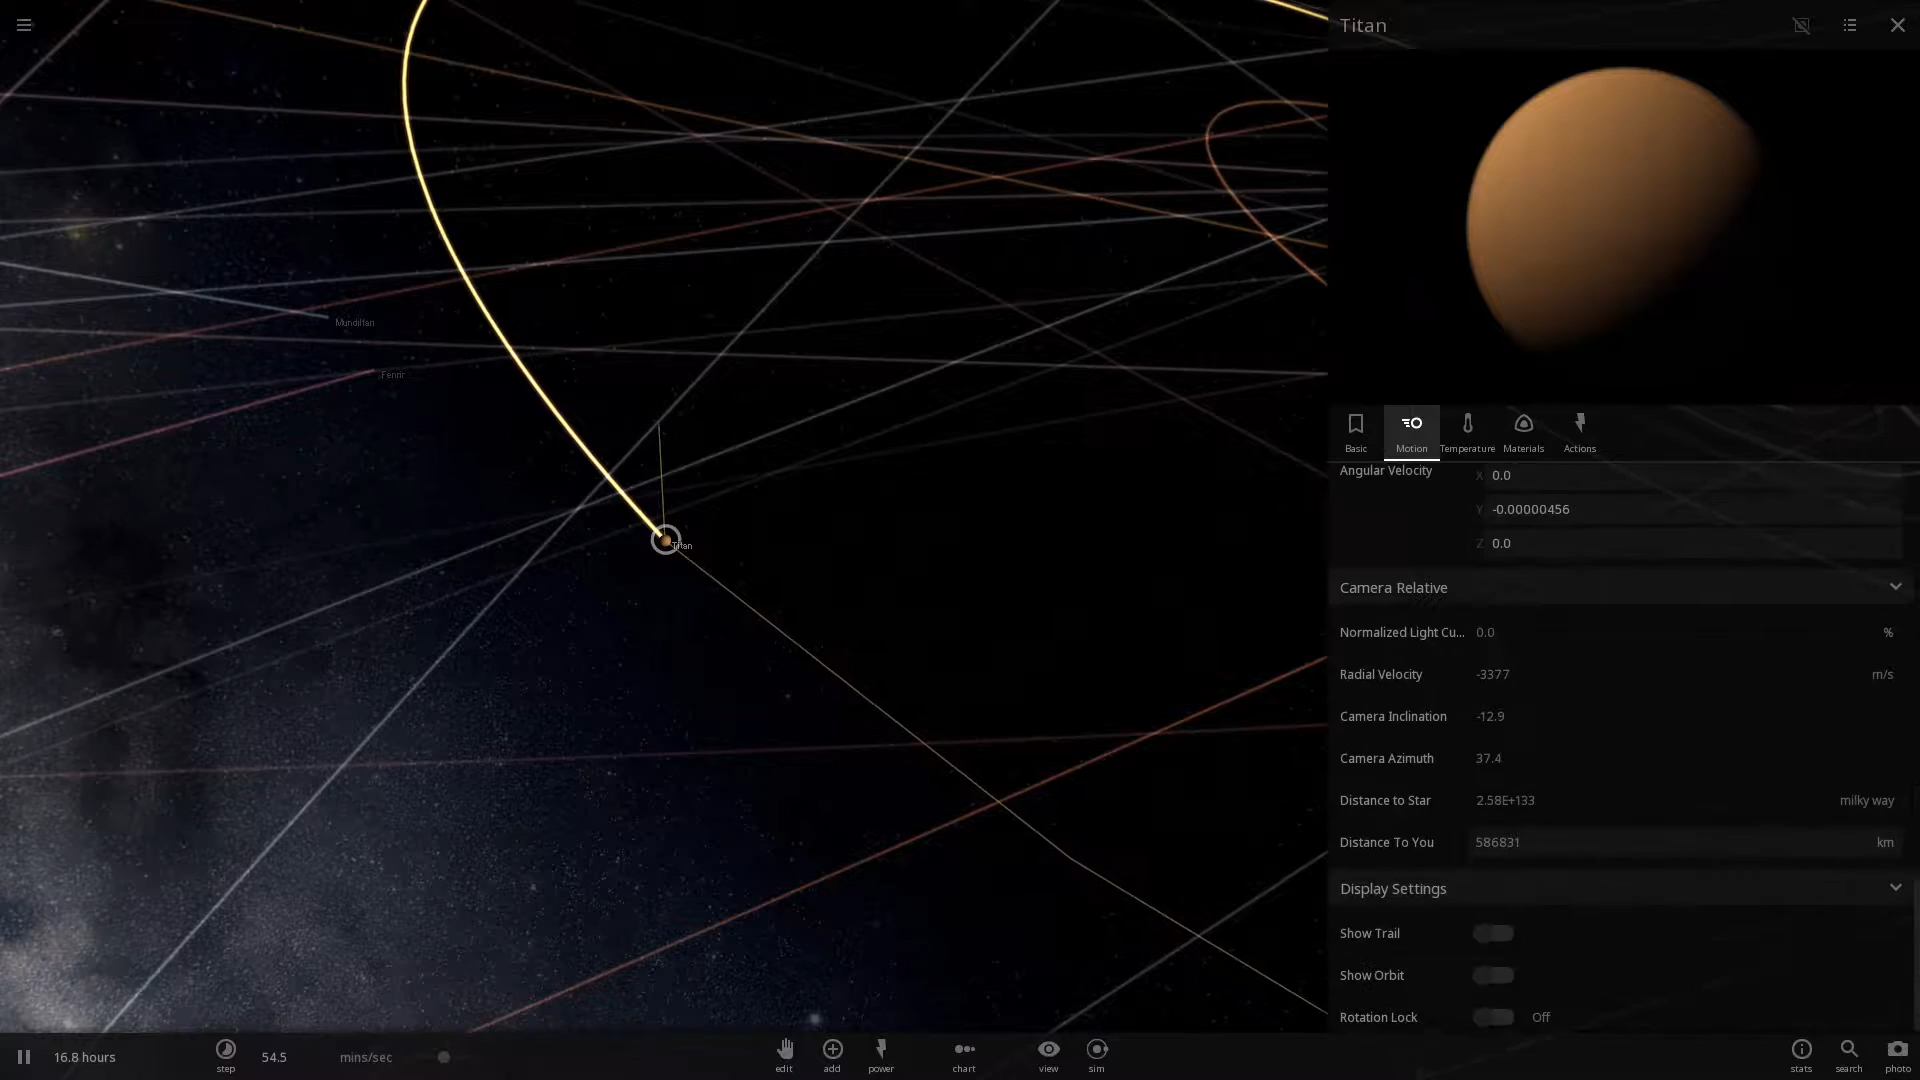 Titan
Mundilfari
Fenrir
Titan
Basic
Motion
Temperature
Materials
Actions
Angular Velocity
X 0.0
Y -0.00000456
Z 0.0
Camera Relative
Normalized Light Cu... 0.0 %
Radial Velocity -3377 m/s
Camera Inclination -12.9
Camera Azimuth 37.4
Distance to Star 2.58E+133 milky way
Distance To You 586831 km
Display Settings
Show Trail
Show Orbit
Rotation Lock Off
16.8 hours
step
54.5 mins/sec
edit
add
power
chart
view
sim
stats
search
photo